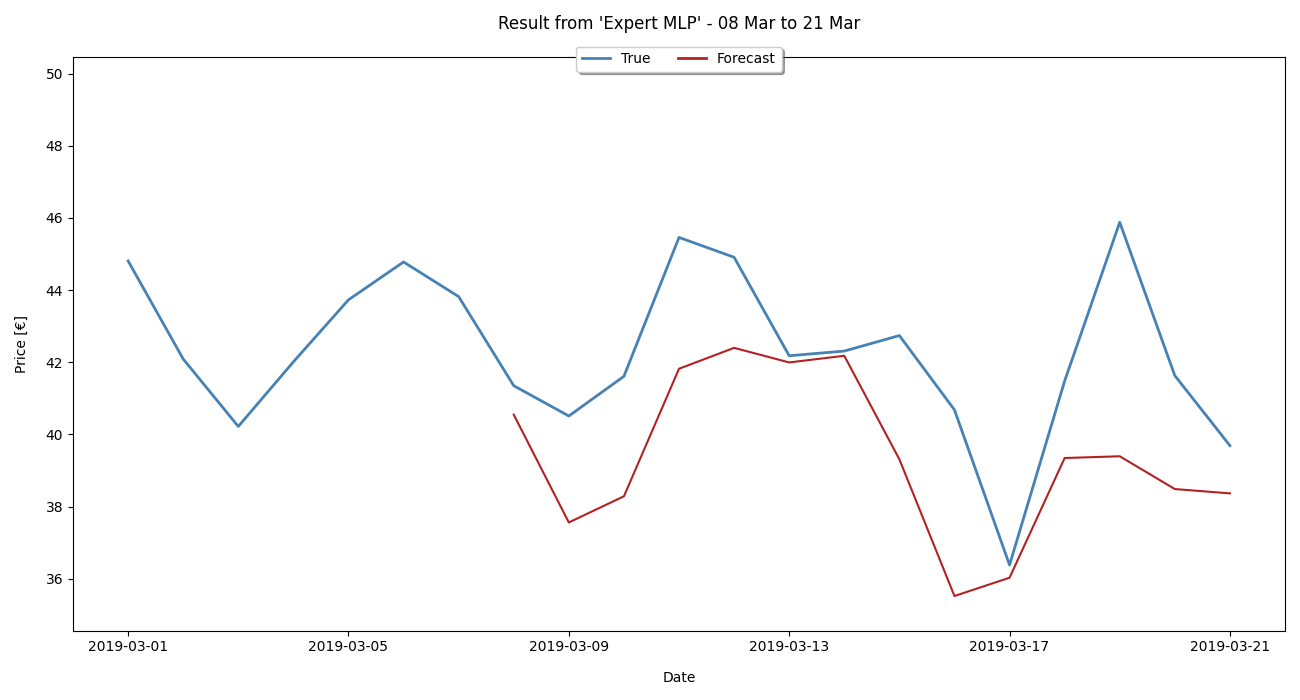 Result from 'Expert MLP' - 08 Mar to 21 Mar
True Forecast
50
48
46
44
42
40
38
36
Price [€]
2019-03-01 2019-03-05 2019-03-09 2019-03-13 2019-03-17 2019-03-21
Date